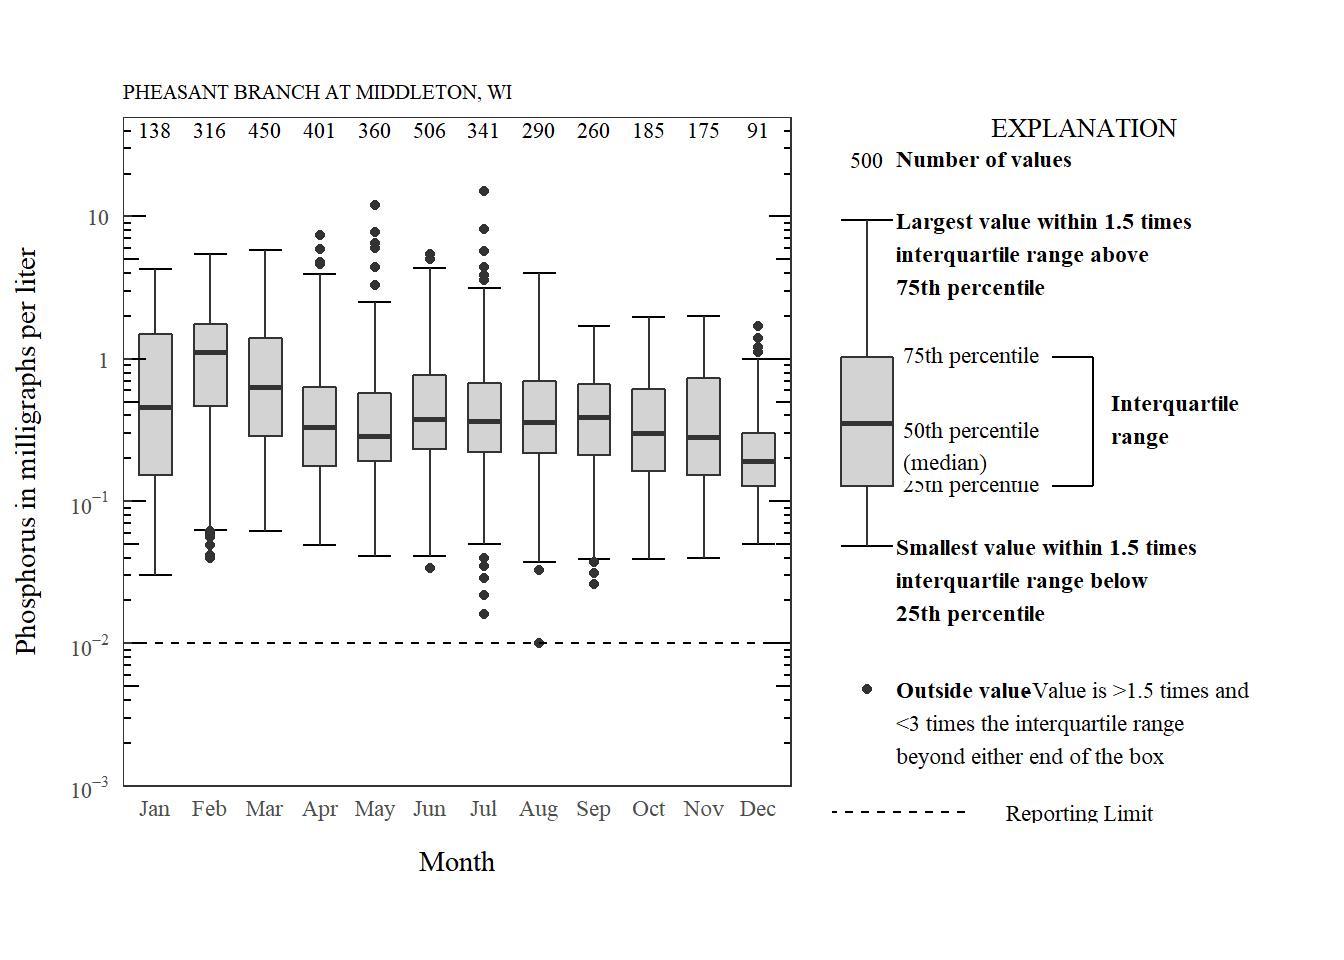 PHEASANT BRANCH AT MIDDLETON, WI
138 316 450 401 360 506 341 290 260 185 175 91
10
1
10⁻¹
10⁻²
10⁻³
Phosphorus in milligraphs per liter
Jan Feb Mar Apr May Jun Jul Aug Sep Oct Nov Dec
Month
EXPLANATION
500 Number of values
Largest value within 1.5 times
interquartile range above
75th percentile
75th percentile
50th percentile
(median)
25th percentile
Interquartile
range
Smallest value within 1.5 times
interquartile range below
25th percentile
Outside value-Value is >1.5 times and
<3 times the interquartile range
beyond either end of the box
Reporting Limit